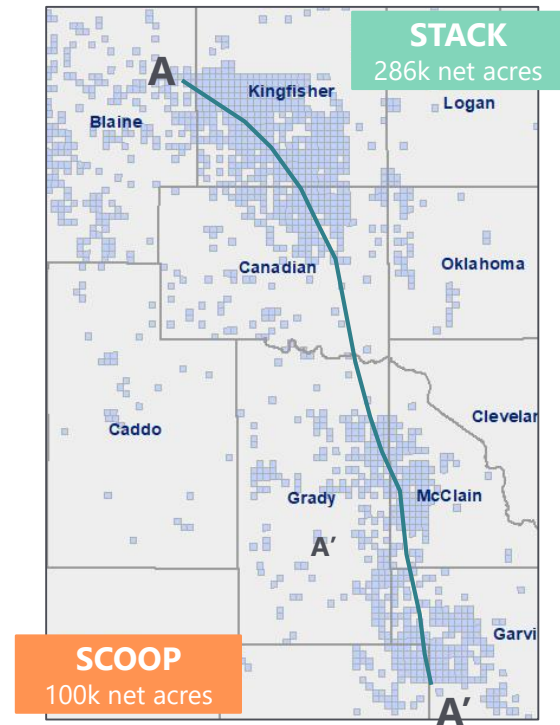 STACK
286k net acres
A
Kingfisher
Logan
Blaine
Canadian
Oklahoma
Clevelar
Caddo
Grady
McClain
A'
Garvi
SCOOP
100k net acres
A'